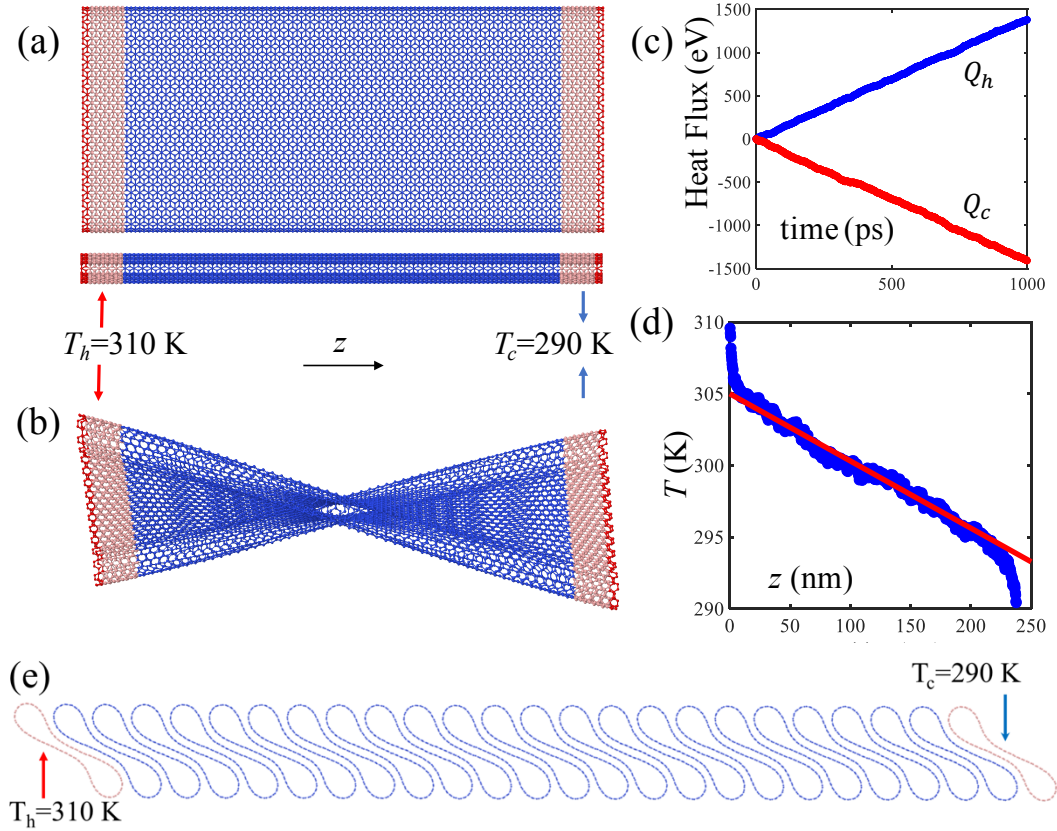 (a)
T_h=310 K
z
T_c=290 K
(b)
(c)
Heat Flux (eV)
1500
1000
500
0
-500
-1000
-1500
Q_h
Q_c
time (ps)
0
500
1000
(d)
T (K)
310
305
300
295
290
z (nm)
0
50
100
150
200
250
(e)
T_h=310 K
T_c=290 K